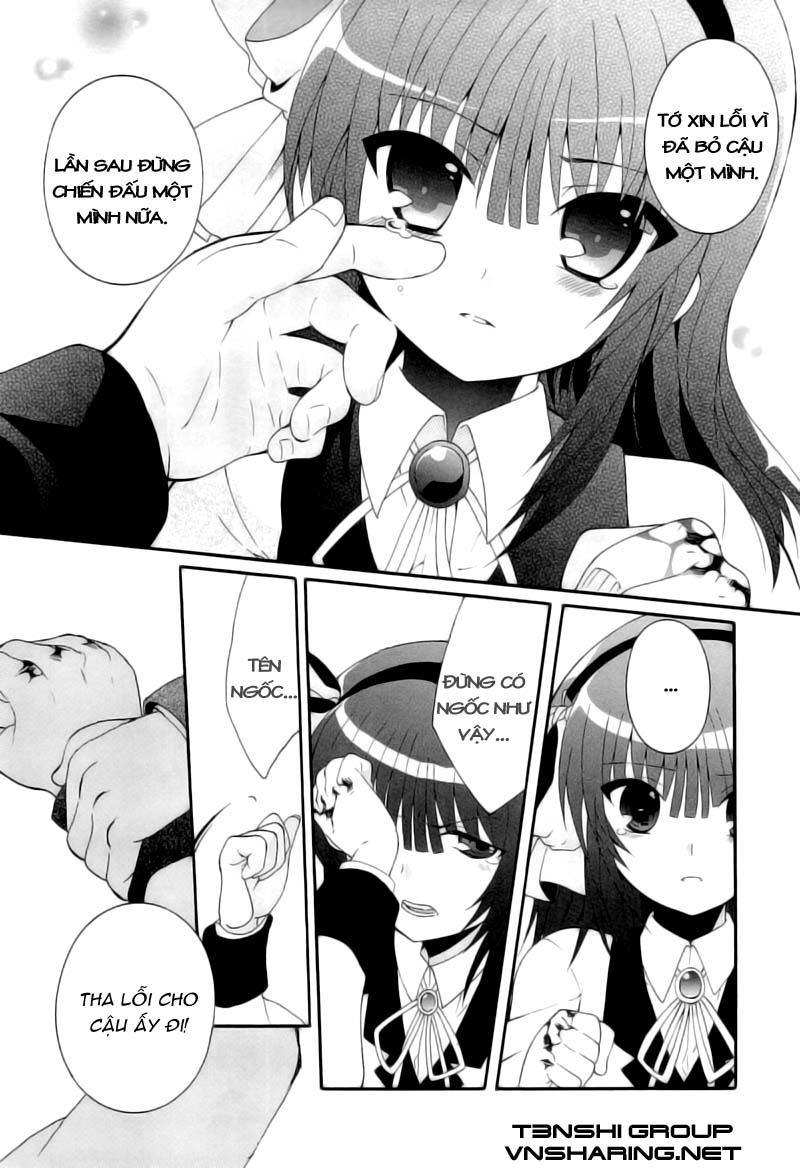 TỚ XIN LỖI VÌ
ĐÃ BỎ CẬU
MỘT MÌNH.
LẦN SAU ĐỪNG
CHIẾN ĐẤU MỘT
MÌNH NỮA.
...
ĐỪNG CÓ
NGỐC NHƯ
VẬY...
TÊN
NGỐC...
THA LỖI CHO
CẬU ẤY ĐI!
T3NSHI GROUP
VNSHARING.NET